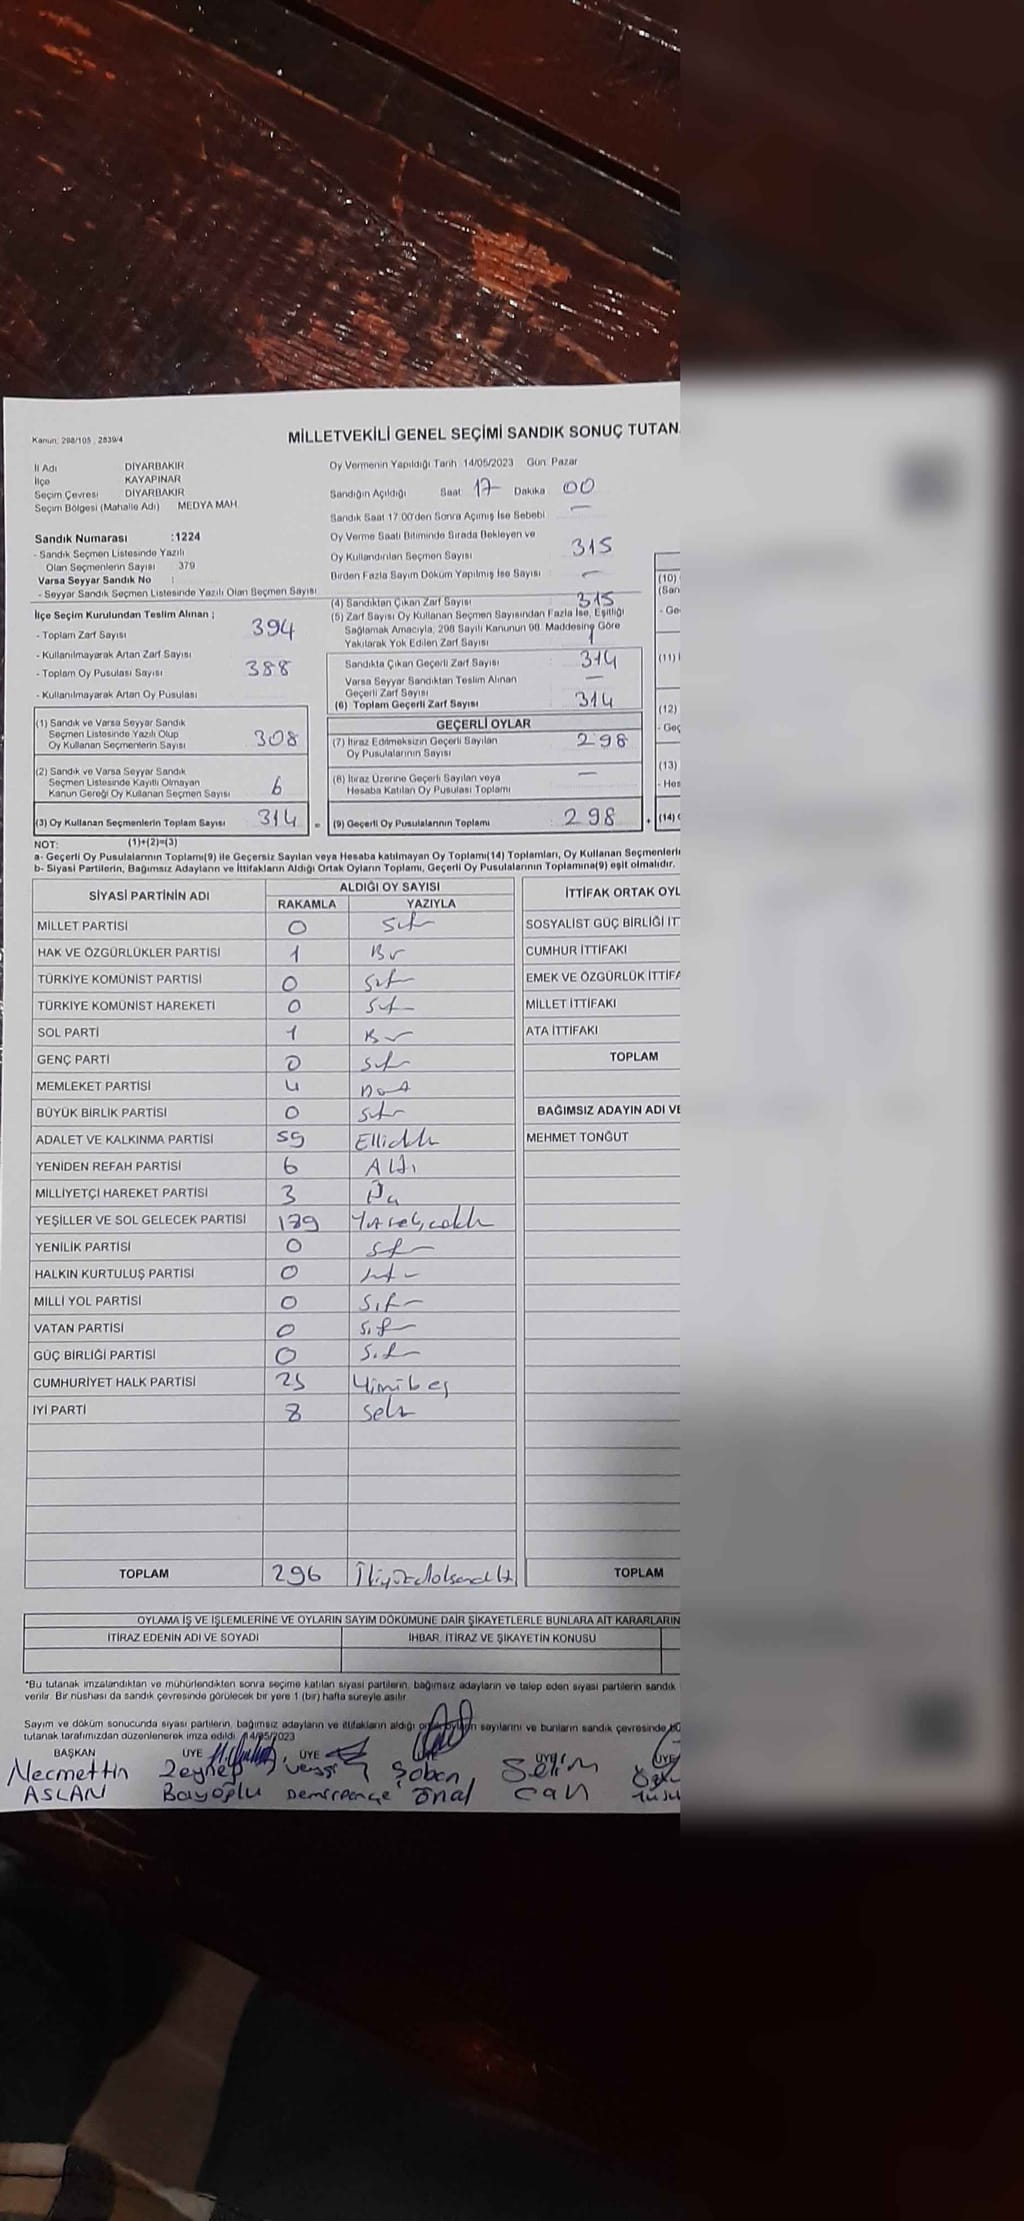 Kanun: 298/105 , 2839/4
MİLLETVEKİLİ GENEL SEÇİMİ SANDIK SONUÇ TUTAN
İl Adı DİYARBAKIR
İlçe KAYAPINAR
Seçim Çevresi DİYARBAKIR
Seçim Bölgesi (Mahalle Adı) MEDYA MAH.
Oy Vermenin Yapıldığı Tarih :14/05/2023 Gün: Pazar
Sandığın Açıldığı Saat 17 Dakika 00
Sandık Saat 17:00'den Sonra Açmış İse Sebebi —
Sandık Numarası :1224
- Sandık Seçmen Listesinde Yazılı
Olan Seçmenlerin Sayısı : 379
Varsa Seyyar Sandık No :
- Seyyar Sandık Seçmen Listesinde Yazılı Olan Seçmen Sayısı:
Oy Verme Saati Bitiminde Sırada Bekleyen ve
Oy Kullandırılan Seçmen Sayısı 315
Birden Fazla Sayım Döküm Yapılmış İse Sayısı : —
İlçe Seçim Kurulundan Teslim Alınan ;
- Toplam Zarf Sayısı 394
- Kullanılmayarak Artan Zarf Sayısı
- Toplam Oy Pusulası Sayısı 388
- Kullanılmayarak Artan Oy Pusulası
(4) Sandıktan Çıkan Zarf Sayısı 315
(5) Zarf Sayısı Oy Kullanan Seçmen Sayısından Fazla İse, Eşitliği
Sağlamak Amacıyla, 298 Sayılı Kanunun 98. Maddesine Göre
Yakılarak Yok Edilen Zarf Sayısı 1
Sandıkta Çıkan Geçerli Zarf Sayısı 314
Varsa Seyyar Sandıktan Teslim Alınan
Geçerli Zarf Sayısı —
(6) Toplam Geçerli Zarf Sayısı 314
(1) Sandık ve Varsa Seyyar Sandık
Seçmen Listesinde Yazılı Olup
Oy Kullanan Seçmenlerin Sayısı 308
(2) Sandık ve Varsa Seyyar Sandık
Seçmen Listesinde Kayıtlı Olmayan
Kanun Gereği Oy Kullanan Seçmen Sayısı 6
(3) Oy Kullanan Seçmenlerin Toplam Sayısı 314 =
GEÇERLİ OYLAR
(7) İtiraz Edilmeksizin Geçerli Sayılan
Oy Pusulalarının Sayısı 298
(8) İtiraz Üzerine Geçerli Sayılan veya
Hesaba Katılan Oy Pusulası Toplamı —
(9) Geçerli Oy Pusulalarının Toplamı 298 +
(10)
(San
- Ge
(11)
(12)
- Geç
(13)
- Hes
(14)
NOT: (1)+(2)=(3)
a- Geçerli Oy Pusulalarının Toplamı(9) ile Geçersiz Sayılan veya Hesaba katılmayan Oy Toplamı(14) Toplamları, Oy Kullanan Seçmenleri
b- Siyasi Partilerin, Bağımsız Adayların ve İttifakların Aldığı Ortak Oyların Toplamı, Geçerli Oy Pusulalarının Toplamına(9) eşit olmalıdır.
SİYASİ PARTİNİN ADI ALDIĞI OY SAYISI
RAKAMLA YAZIYLA
MİLLET PARTİSİ 0 Sıfır
HAK VE ÖZGÜRLÜKLER PARTİSİ 1 Bir
TÜRKİYE KOMÜNİST PARTİSİ 0 Sıfır
TÜRKİYE KOMÜNİST HAREKETİ 0 Sıfır
SOL PARTİ 1 Bir
GENÇ PARTİ 0 Sıfır
MEMLEKET PARTİSİ 4 Dört
BÜYÜK BİRLİK PARTİSİ 0 Sıfır
ADALET VE KALKINMA PARTİSİ 59
YENİDEN REFAH PARTİSİ 6 Altı
MİLLİYETÇİ HAREKET PARTİSİ 3
YEŞİLLER VE SOL GELECEK PARTİSİ 179
YENİLİK PARTİSİ 0 Sıfır
HALKIN KURTULUŞ PARTİSİ 0 Sıfır
MİLLİ YOL PARTİSİ 0 Sıfır
VATAN PARTİSİ 0 Sıfır
GÜÇ BİRLİĞİ PARTİSİ 0 Sıfır
CUMHURİYET HALK PARTİSİ 25 Yirmibeş
İYİ PARTİ 8 Sekiz
TOPLAM 296
İTTİFAK ORTAK OYL
SOSYALİST GÜÇ BİRLİĞİ İT
CUMHUR İTTİFAKI
EMEK VE ÖZGÜRLÜK İTTİFA
MİLLET İTTİFAKI
ATA İTTİFAKI
TOPLAM
BAĞIMSIZ ADAYIN ADI VE
MEHMET TONĞUT
TOPLAM
OYLAMA İŞ VE İŞLEMLERİNE VE OYLARIN SAYIM DÖKÜMÜNE DAİR ŞİKAYETLERLE BUNLARA AİT KARARLARIN
İTİRAZ EDENİN ADI VE SOYADI İHBAR, İTİRAZ VE ŞİKAYETİN KONUSU
*Bu tutanak imzalandıktan ve mühürlendikten sonra seçime katılan siyasi partilerin, bağımsız adayların ve talep eden siyasi partilerin sandık
verilir. Bir nüshası da sandık çevresinde görülecek bir yere 1 (bir) hafta süreyle asılır.
Sayım ve döküm sonucunda siyasi partilerin, bağımsız adayların ve ittifakların aldığı ortak oyların sayılarını ve bunların sandık çevresinde
tutanak tarafımızdan düzenlenerek imza edildi. 14/05/2023
BAŞKAN ÜYE ÜYE ÜYE ÜYE
Necmettin Zeynep Veysi Şaban Selim
ASLAN Bayoğlu Demirpençe Önal Can